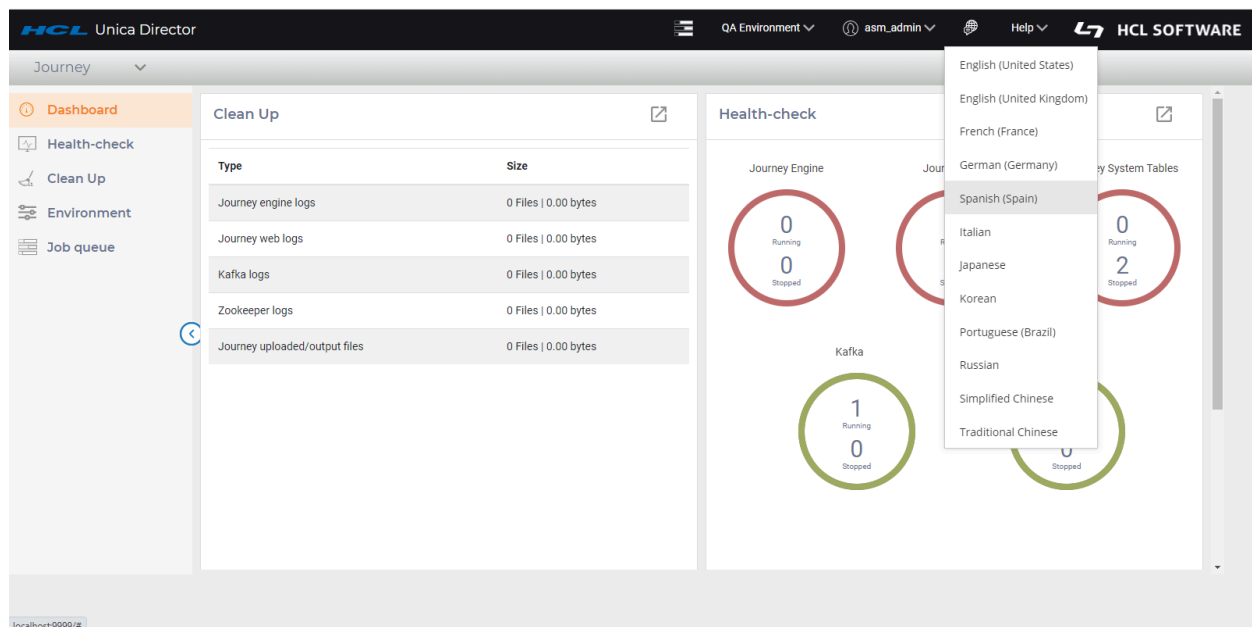 HCL Unica Director
QA Environment
asm_admin
Help
HCL SOFTWARE
Journey
Dashboard
Health-check
Clean Up
Environment
Job queue
Clean Up
Type Size
Journey engine logs 0 Files | 0.00 bytes
Journey web logs 0 Files | 0.00 bytes
Kafka logs 0 Files | 0.00 bytes
Zookeeper logs 0 Files | 0.00 bytes
Journey uploaded/output files 0 Files | 0.00 bytes
Health-check
Journey Engine
0
Running
0
Stopped
Jour
System Tables
0
Running
2
Stopped
Kafka
1
Running
0
Stopped
Stopped
English (United States)
English (United Kingdom)
French (France)
German (Germany)
Spanish (Spain)
Italian
Japanese
Korean
Portuguese (Brazil)
Russian
Simplified Chinese
Traditional Chinese
localhost:9999/#